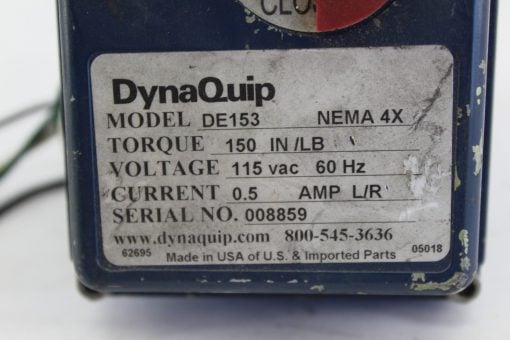 DynaQuip
MODEL DE153 NEMA 4X
TORQUE 150 IN/LB
VOLTAGE 115 vac 60 Hz
CURRENT 0.5 AMP L/R
SERIAL NO. 008859
www.dynaquip.com 800-545-3636
62695 Made in USA of U.S. & Imported Parts 05018